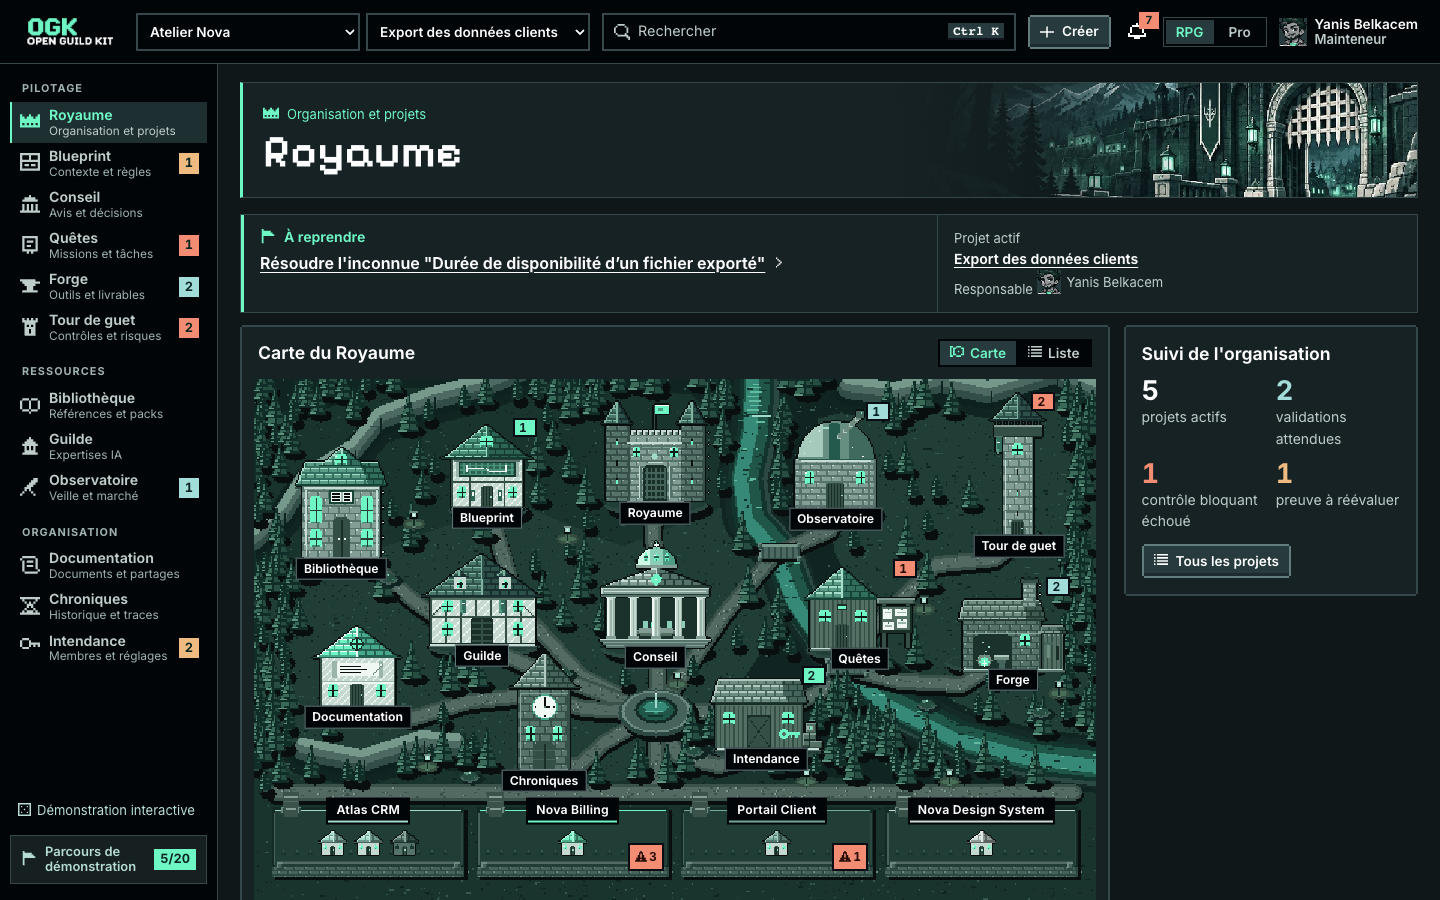 OGK
OPEN GUILD KIT
Atelier Nova
Export des données clients
Rechercher
Ctrl K
Créer
7
RPG
Pro
Yanis Belkacem
Mainteneur
PILOTAGE
Royaume
Organisation et projets
Blueprint
Contexte et règles
1
Conseil
Avis et décisions
Quêtes
Missions et tâches
1
Forge
Outils et livrables
2
Tour de guet
Contrôles et risques
2
RESSOURCES
Bibliothèque
Références et packs
Guilde
Expertises IA
Observatoire
Veille et marché
1
ORGANISATION
Documentation
Documents et partages
Chroniques
Historique et traces
Intendance
Membres et réglages
2
Démonstration interactive
Parcours de
démonstration
5/20
Organisation et projets
Royaume
À reprendre
Résoudre l'inconnue "Durée de disponibilité d’un fichier exporté"
Projet actif
Export des données clients
Responsable
Yanis Belkacem
Carte du Royaume
Carte
Liste
2
1
1
Blueprint
Royaume
Observatoire
Tour de guet
Bibliothèque
1
2
Guilde
Conseil
Quêtes
Forge
2
Documentation
Intendance
Chroniques
Atlas CRM
Nova Billing
Portail Client
Nova Design System
3
1
Suivi de l'organisation
5
projets actifs
2
validations
attendues
1
contrôle bloquant
échoué
1
preuve à réévaluer
Tous les projets